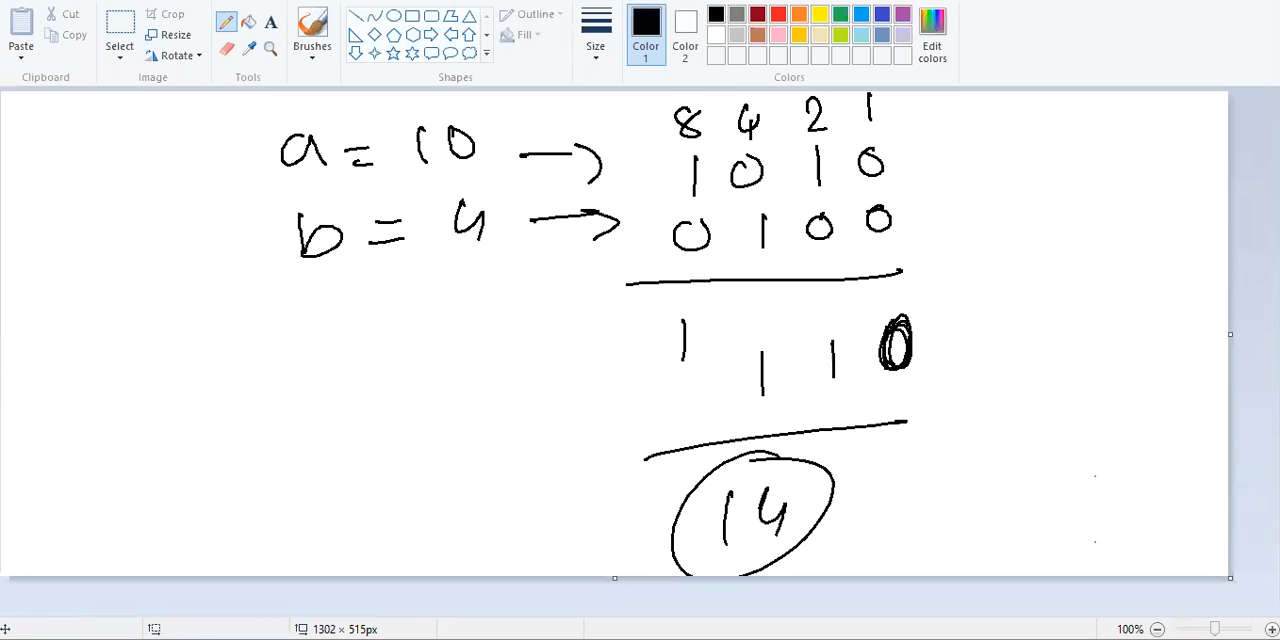 Cut
Copy
Paste
Clipboard
Select
Crop
Resize
Rotate
Image
A
Tools
Brushes
Outline
Fill
Shapes
Size
Color 1
Color 2
Edit colors
Colors
8 4 2 1
a = 10 → 1 0 1 0
b = 4 → 0 1 0 0
1 1 1 0
14
1302 × 515px
100%